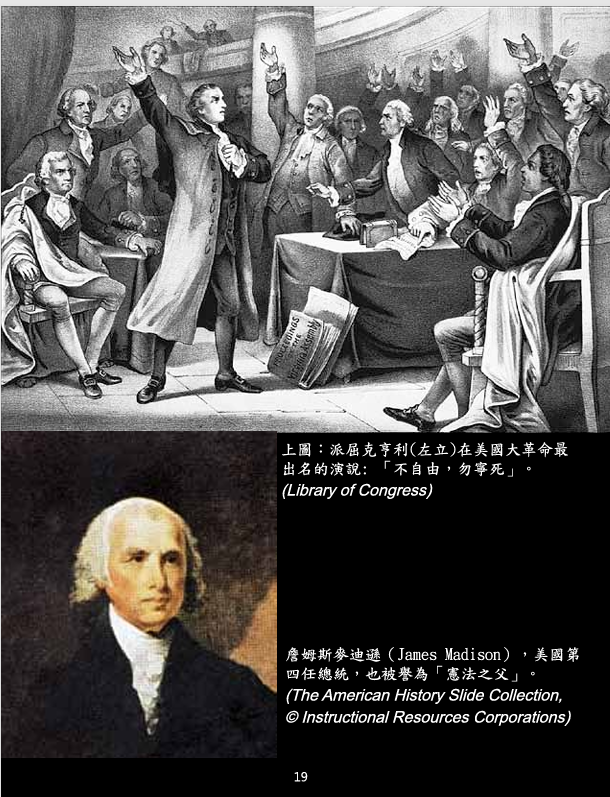 PROCEEDINGS
上圖：派屈克亨利(左立)在美國大革命最
出名的演說: 「不自由，勿寧死」。
(Library of Congress)
詹姆斯麥迪遜（James Madison），美國第
四任總統，也被譽為「憲法之父」。
(The American History Slide Collection,
© Instructional Resources Corporations)
19